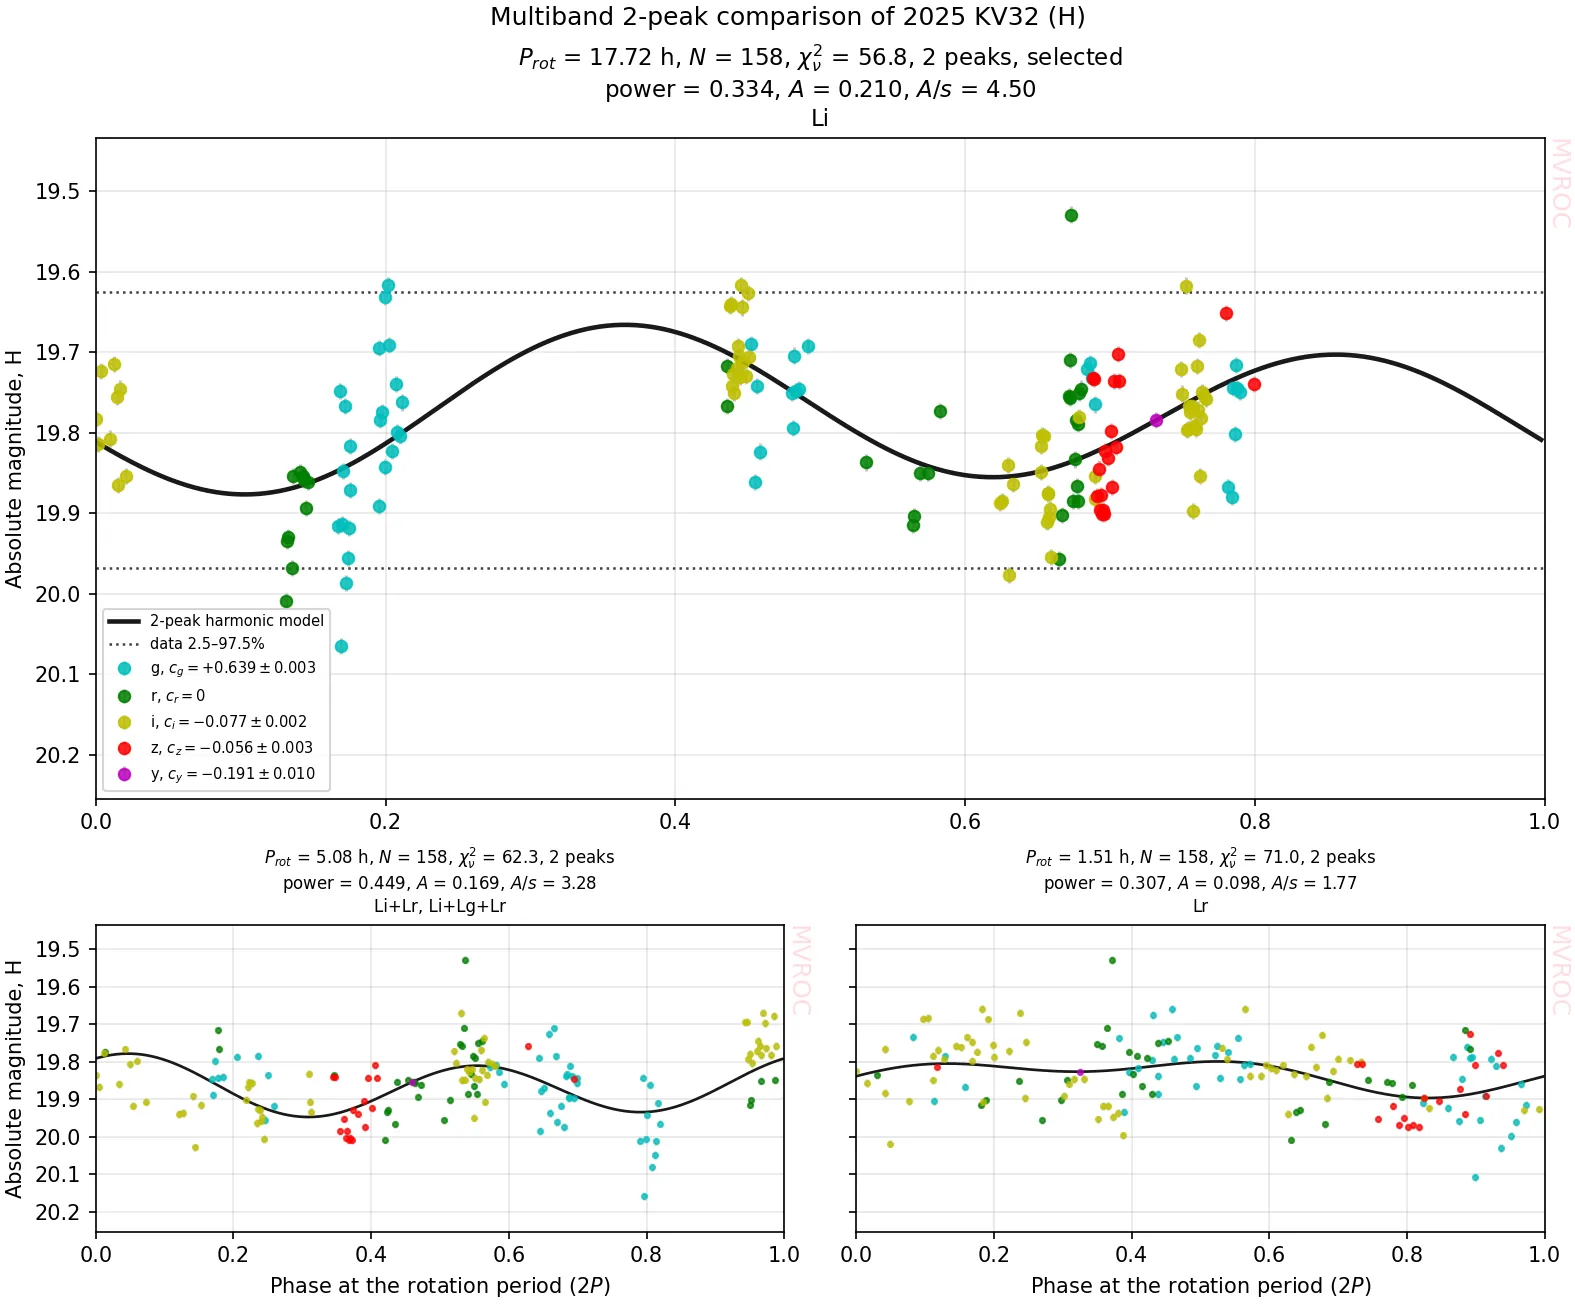 Multiband 2-peak comparison of 2025 KV32 (H)
P_rot = 17.72 h, N = 158, χ²_ν = 56.8, 2 peaks, selected
power = 0.334, A = 0.210, A/s = 4.50
Li
MVROC
Absolute magnitude, H
19.5
19.6
19.7
19.8
19.9
20.0
20.1
20.2
2-peak harmonic model
data 2.5–97.5%
g, c_g = +0.639 ± 0.003
r, c_r = 0
i, c_i = −0.077 ± 0.002
z, c_z = −0.056 ± 0.003
y, c_y = −0.191 ± 0.010
0.0 0.2 0.4 0.6 0.8 1.0
P_rot = 5.08 h, N = 158, χ²_ν = 62.3, 2 peaks
power = 0.449, A = 0.169, A/s = 3.28
Li+Lr, Li+Lg+Lr
MVROC
Absolute magnitude, H
19.5
19.6
19.7
19.8
19.9
20.0
20.1
20.2
0.0 0.2 0.4 0.6 0.8 1.0
Phase at the rotation period (2P)
P_rot = 1.51 h, N = 158, χ²_ν = 71.0, 2 peaks
power = 0.307, A = 0.098, A/s = 1.77
Lr
MVROC
0.0 0.2 0.4 0.6 0.8 1.0
Phase at the rotation period (2P)